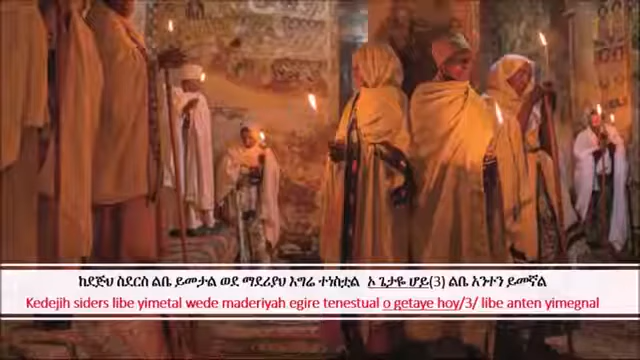 ከደጅህ ስደርስ ልቤ ይመታል ወደ ማደሪያህ እግሬ ተነስቷል ኦ ጌታዬ ሆይ(3) ልቤ አንተን ይመኛል
Kedejih siders libe yimetal wede maderiyah egire tenestual o getaye hoy/3/ libe anten yimegnal